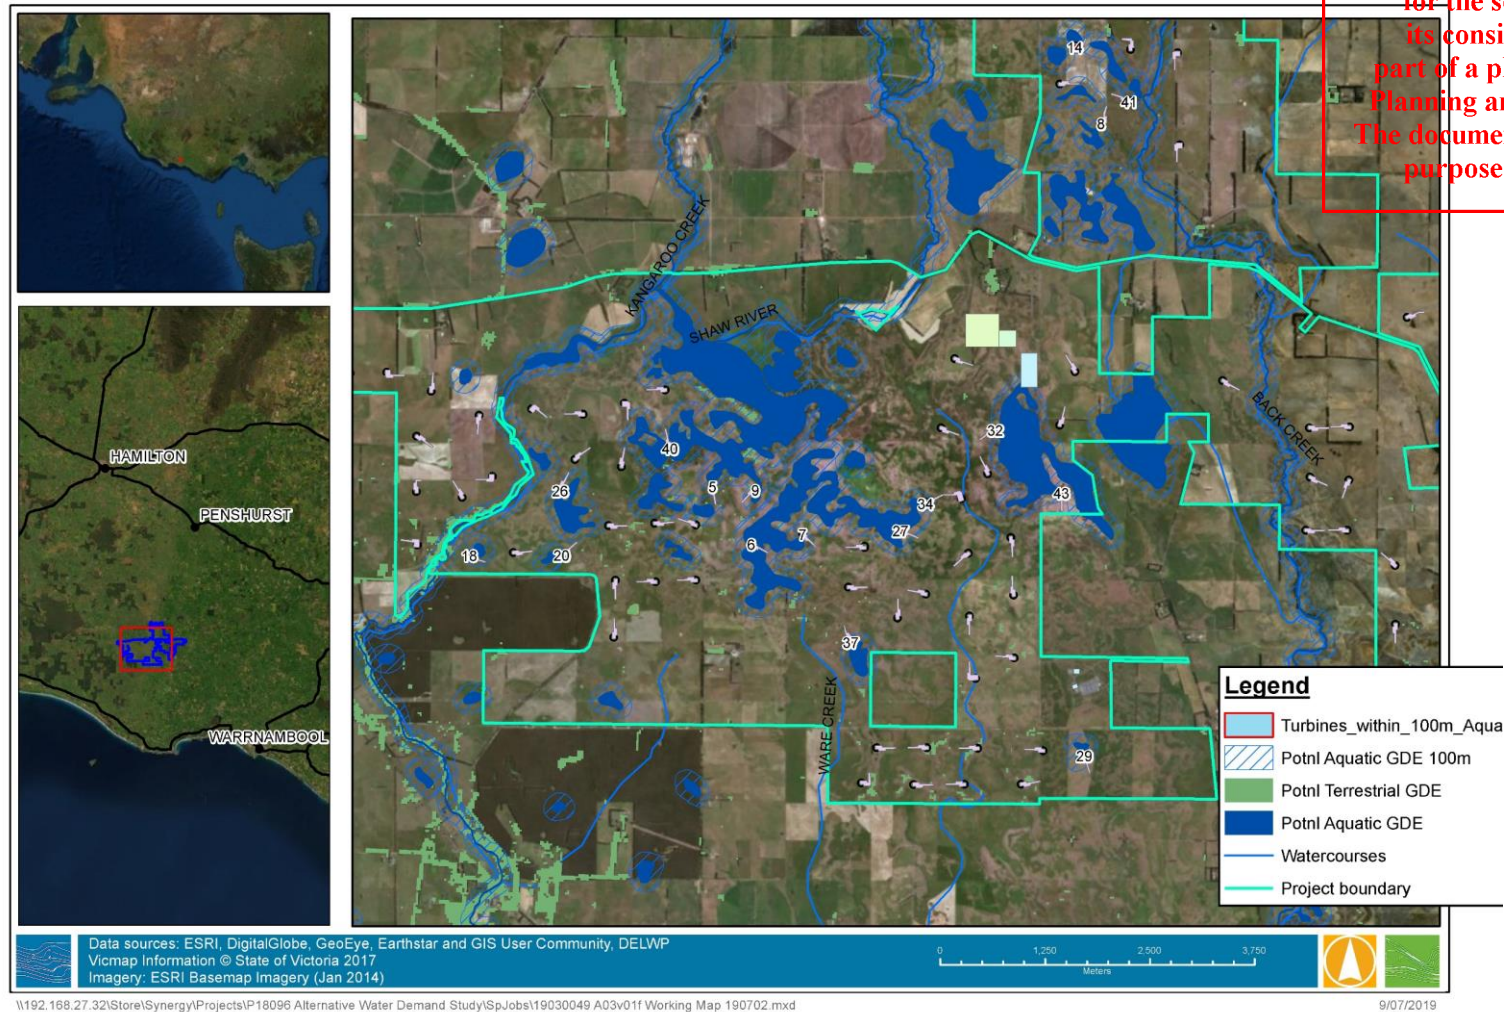 for the s
its consi
part of a p
Planning a
The docume
purpose
14
41
8
KANGAROO CREEK
SHAW RIVER
BACK CREEK
32
40
5
9
26
43
34
27
7
6
18
20
37
WARE CREEK
29
HAMILTON
PENSHURST
WARRNAMBOOL
Legend
Turbines_within_100m_Aqua
Potnl Aquatic GDE 100m
Potnl Terrestrial GDE
Potnl Aquatic GDE
Watercourses
Project boundary
Data sources: ESRI, DigitalGlobe, GeoEye, Earthstar and GIS User Community, DELWP
Vicmap Information © State of Victoria 2017
Imagery: ESRI Basemap Imagery (Jan 2014)
0 1,250 2,500 3,750
Meters
\\192.168.27.32\Store\Synergy\Projects\P18096 Alternative Water Demand Study\SpJobs\19030049 A03v01f Working Map 190702.mxd
9/07/2019